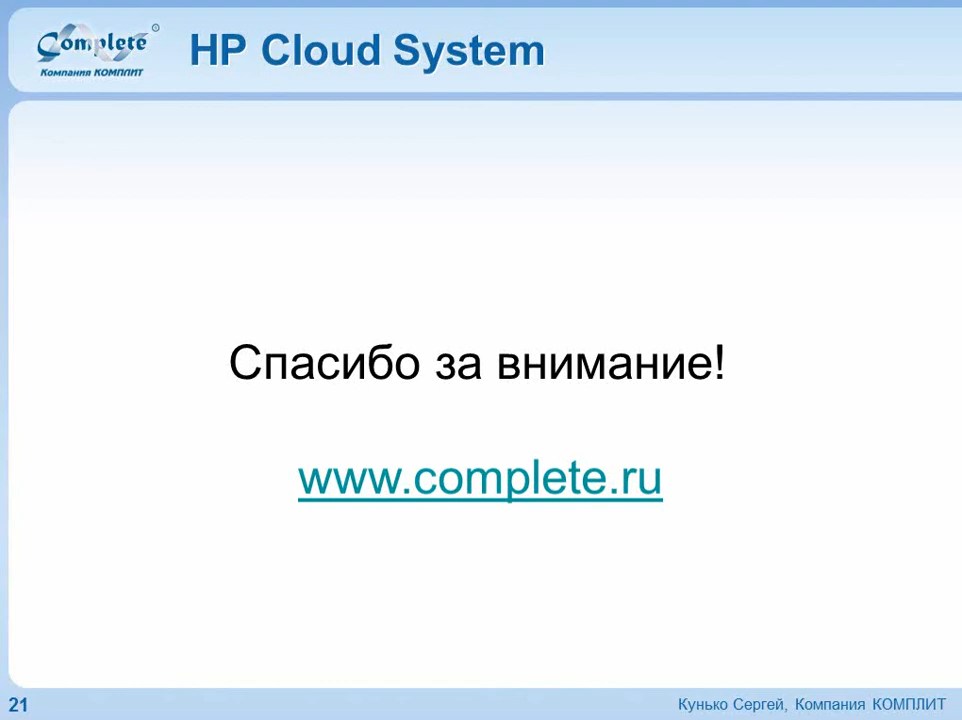 Complete®
Компания КОМПЛИТ
HP Cloud System
Спасибо за внимание!
www.complete.ru
21
Кунько Сергей, Компания КОМПЛИТ